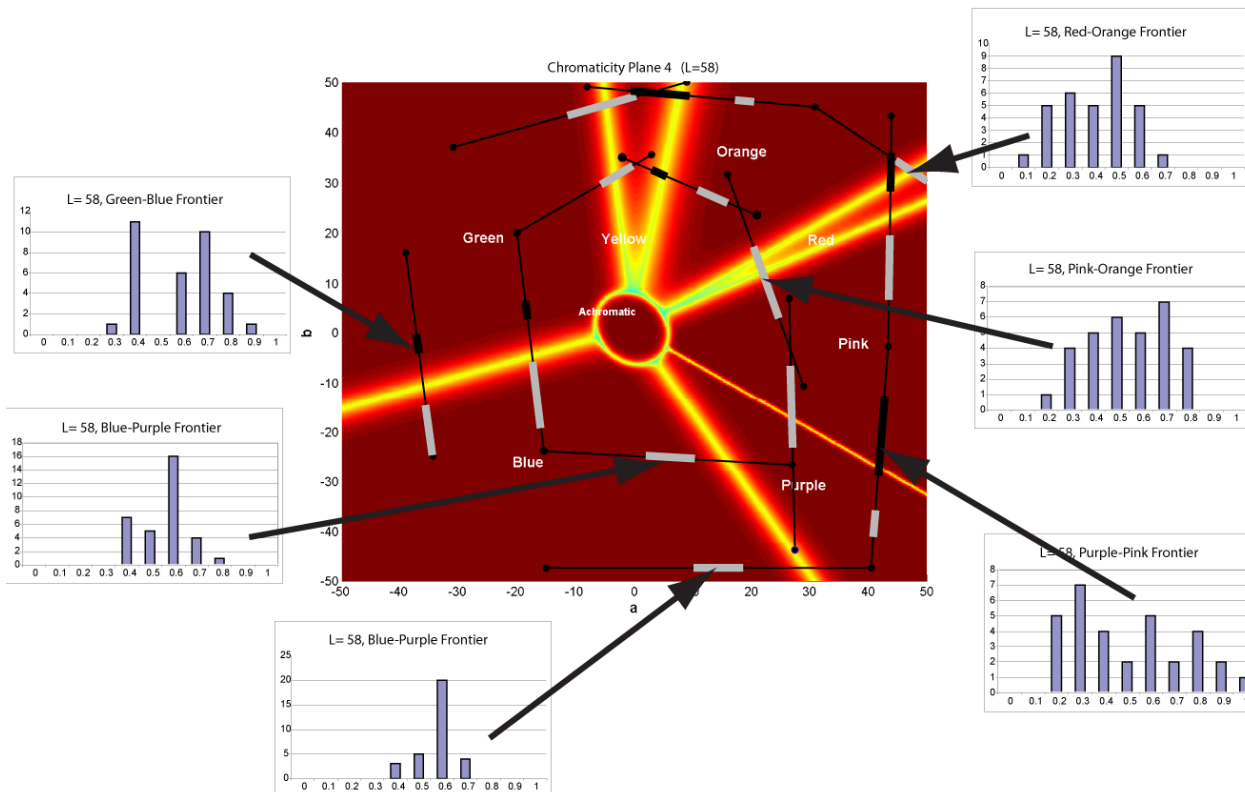 L= 58, Red-Orange Frontier
10
9
8
7
6
5
4
3
2
1
0
0 0.1 0.2 0.3 0.4 0.5 0.6 0.7 0.8 0.9 1
Chromaticity Plane 4 (L=58)
50
40
30
20
10
0
-10
-20
-30
-40
-50
b
-50 -40 -30 -20 -10 0 10 20 30 40 50
a
Orange
Green
Yellow
Red
Achromatic
Pink
Blue
Purple
L= 58, Green-Blue Frontier
12
10
8
6
4
2
0
0 0.1 0.2 0.3 0.4 0.5 0.6 0.7 0.8 0.9 1
L= 58, Pink-Orange Frontier
8
7
6
5
4
3
2
1
0
0 0.1 0.2 0.3 0.4 0.5 0.6 0.7 0.8 0.9 1
L= 58, Blue-Purple Frontier
18
16
14
12
10
8
6
4
2
0
0 0.1 0.2 0.3 0.4 0.5 0.6 0.7 0.8 0.9 1
L= 58, Purple-Pink Frontier
8
7
6
5
4
3
2
1
0
0 0.1 0.2 0.3 0.4 0.5 0.6 0.7 0.8 0.9 1
L= 58, Blue-Purple Frontier
25
20
15
10
5
0
0 0.1 0.2 0.3 0.4 0.5 0.6 0.7 0.8 0.9 1